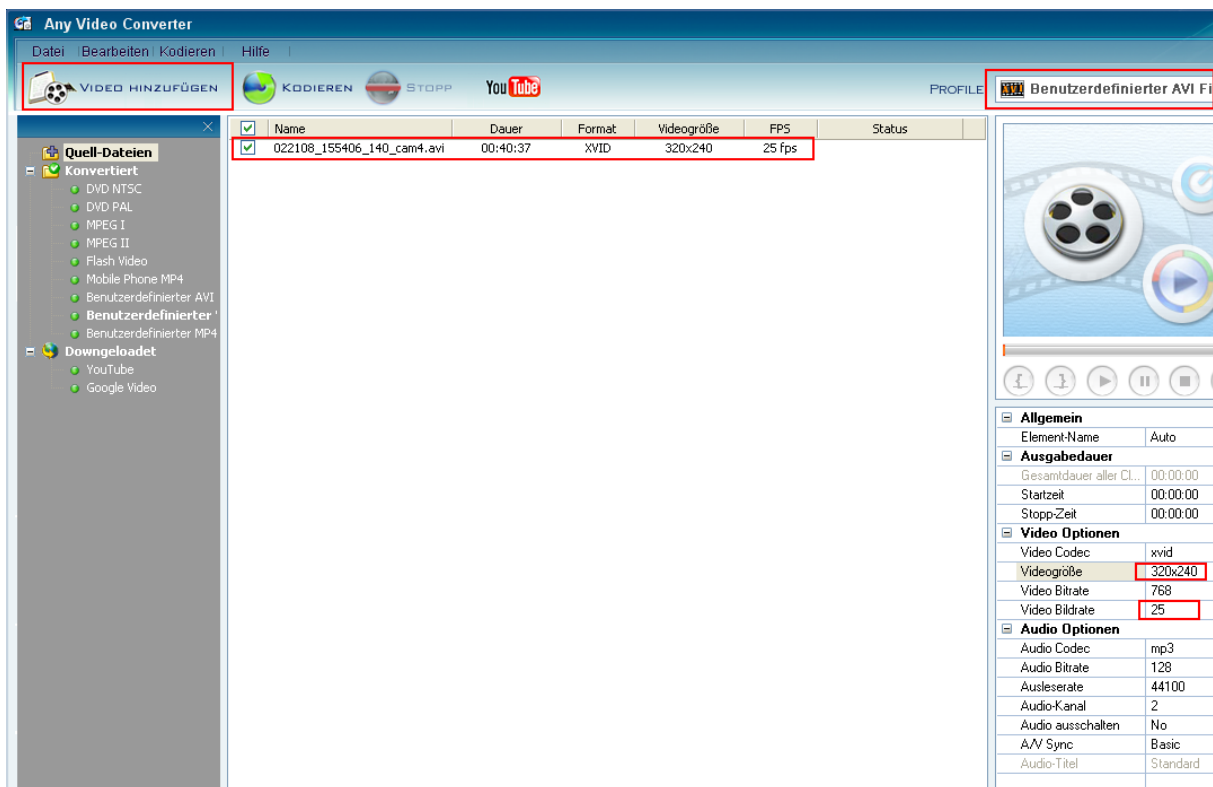 Any Video Converter
Datei Bearbeiten Kodieren Hilfe
VIDEO HINZUFÜGEN KODIEREN STOPP You Tube PROFILE Benutzerdefinierter AVI Fi
Name Dauer Format Videogröße FPS Status
022108_155406_140_cam4.avi 00:40:37 XVID 320x240 25 fps
Quell-Dateien
Konvertiert
DVD NTSC
DVD PAL
MPEG I
MPEG II
Flash Video
Mobile Phone MP4
Benutzerdefinierter AVI
Benutzerdefinierter
Benutzerdefinierter MP4
Downgeloadet
YouTube
Google Video
Allgemein
Element-Name Auto
Ausgabedauer
Gesamtdauer aller Cl... 00:00:00
Startzeit 00:00:00
Stopp-Zeit 00:00:00
Video Optionen
Video Codec xvid
Videogröße 320x240
Video Bitrate 768
Video Bildrate 25
Audio Optionen
Audio Codec mp3
Audio Bitrate 128
Ausleserate 44100
Audio-Kanal 2
Audio ausschalten No
A/V Sync Basic
Audio-Titel Standard